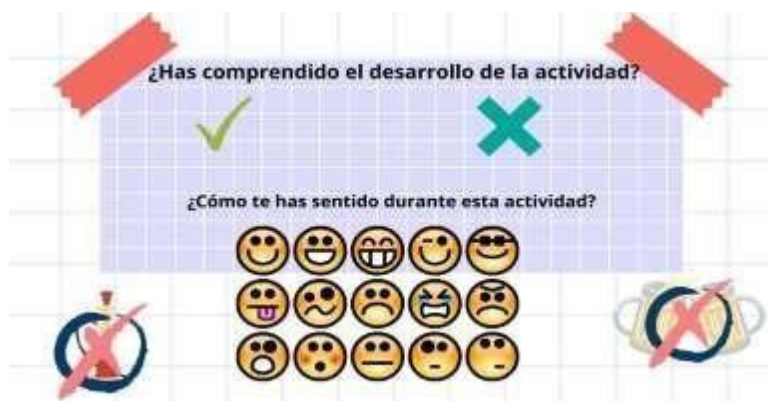 ¿Has comprendido el desarrollo de la actividad?
¿Cómo te has sentido durante esta actividad?